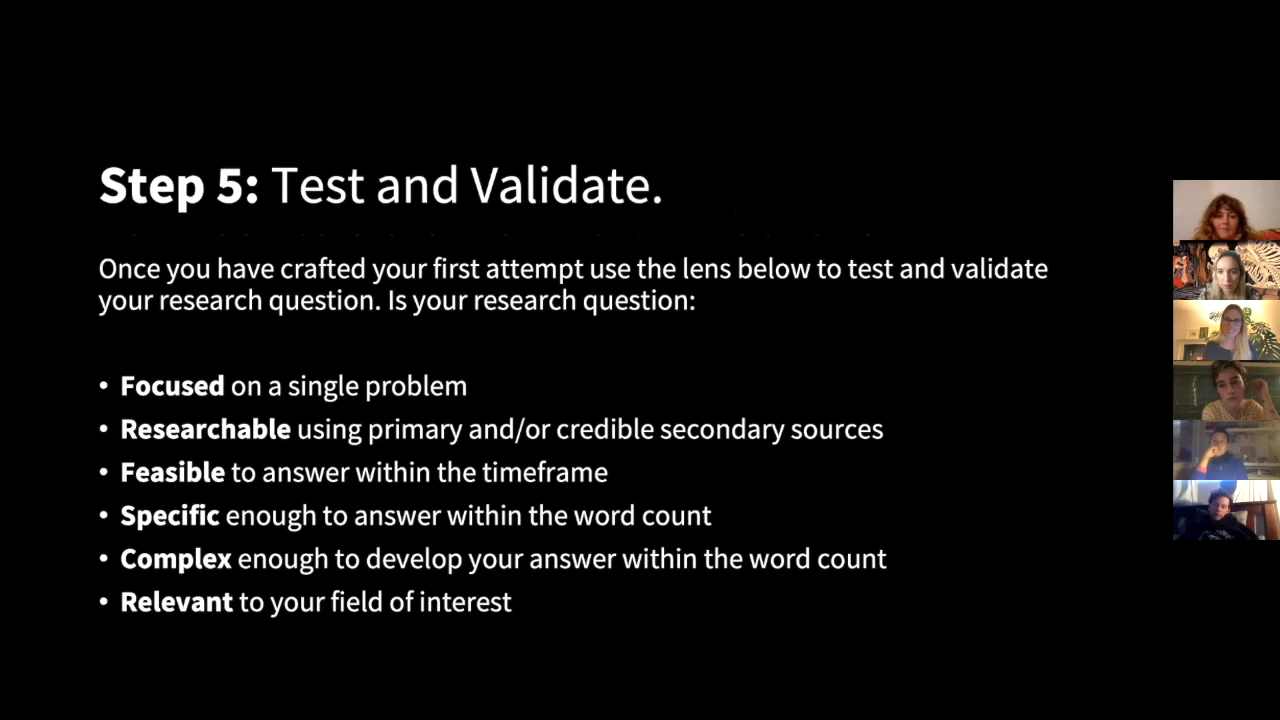 Step 5: Test and Validate.
Once you have crafted your first attempt use the lens below to test and validate
your research question. Is your research question:
• Focused on a single problem
• Researchable using primary and/or credible secondary sources
• Feasible to answer within the timeframe
• Specific enough to answer within the word count
• Complex enough to develop your answer within the word count
• Relevant to your field of interest